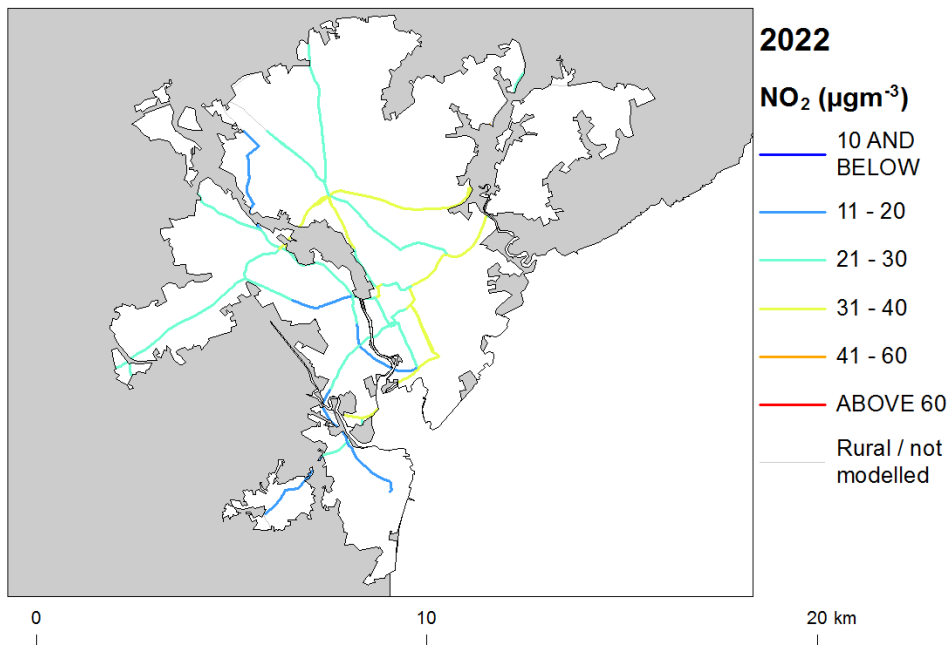 2022
NO₂ (µgm⁻³)
10 AND
BELOW
11 - 20
21 - 30
31 - 40
41 - 60
ABOVE 60
Rural / not
modelled
0 10 20 km